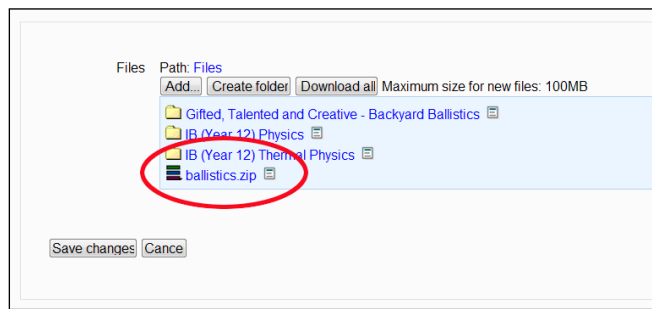 Files Path: Files
Add... Create folder Download all Maximum size for new files: 100MB
Gifted, Talented and Creative - Backyard Ballistics
IB (Year 12) Physics
IB (Year 12) Thermal Physics
ballistics.zip
Save changes Cance